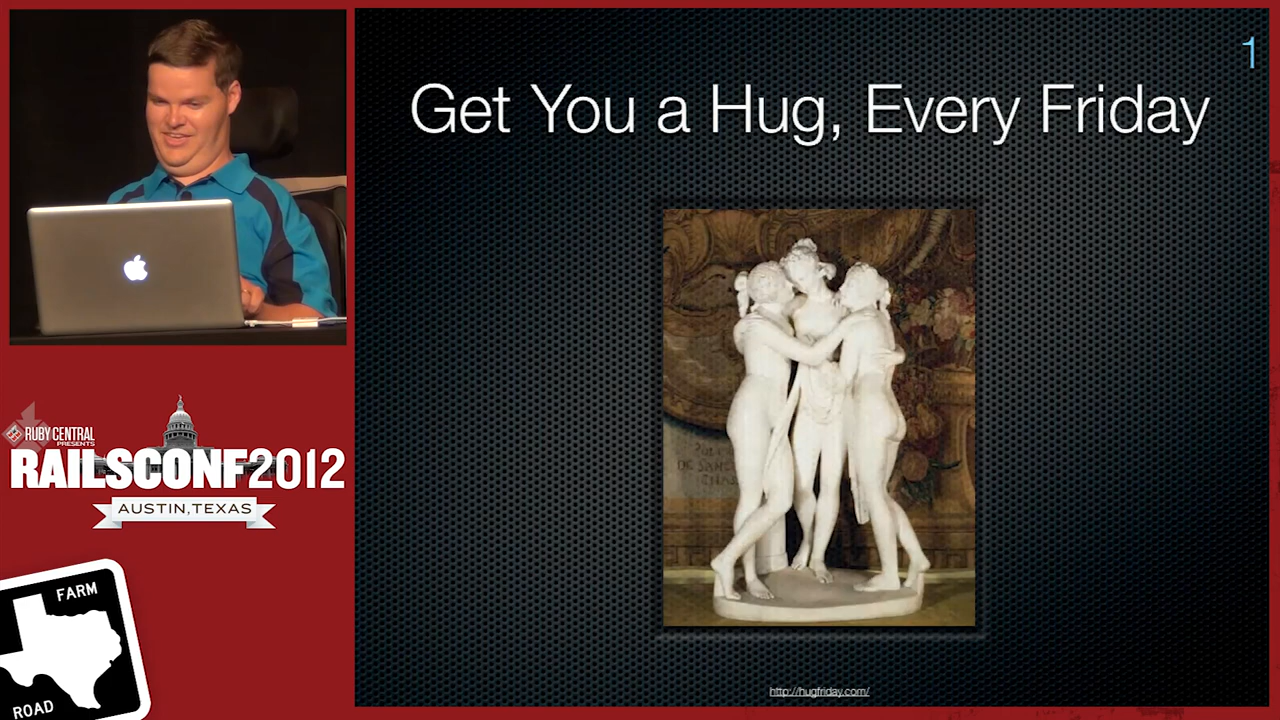 1
Get You a Hug, Every Friday
http://hugfriday.com/
RUBY CENTRAL
PRESENTS
RAILSCONF2012
AUSTIN, TEXAS
FARM
ROAD